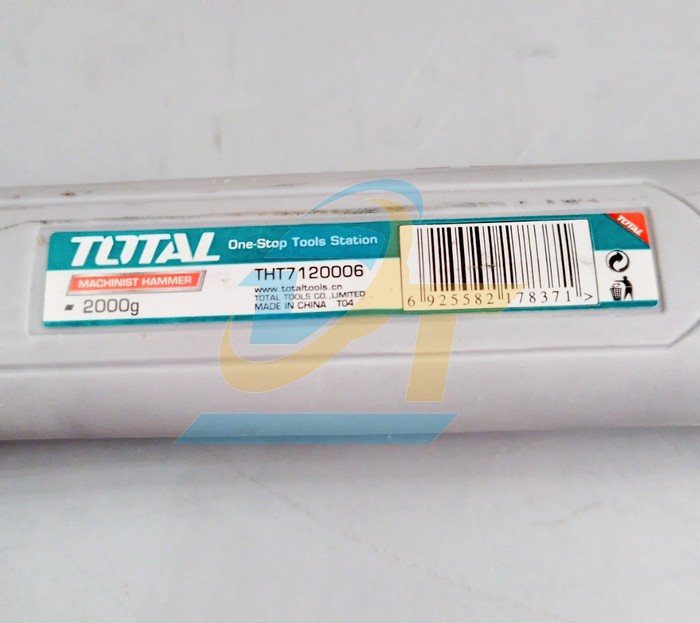 TOTAL One-Stop Tools Station
MACHINIST HAMMER
2000g
THT7120006
www.totaltools.cn
TOTAL TOOLS CO.,LIMITED
MADE IN CHINA T04
6 925582 178371 >
TOTAL